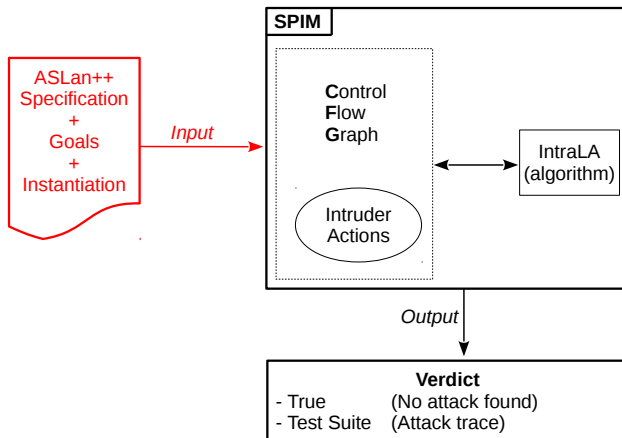 SPIM
ASLan++
Specification
+
Goals
+
Instantiation
Input
Control
Flow
Graph
Intruder
Actions
IntraLA
(algorithm)
Output
Verdict
- True (No attack found)
- Test Suite (Attack trace)